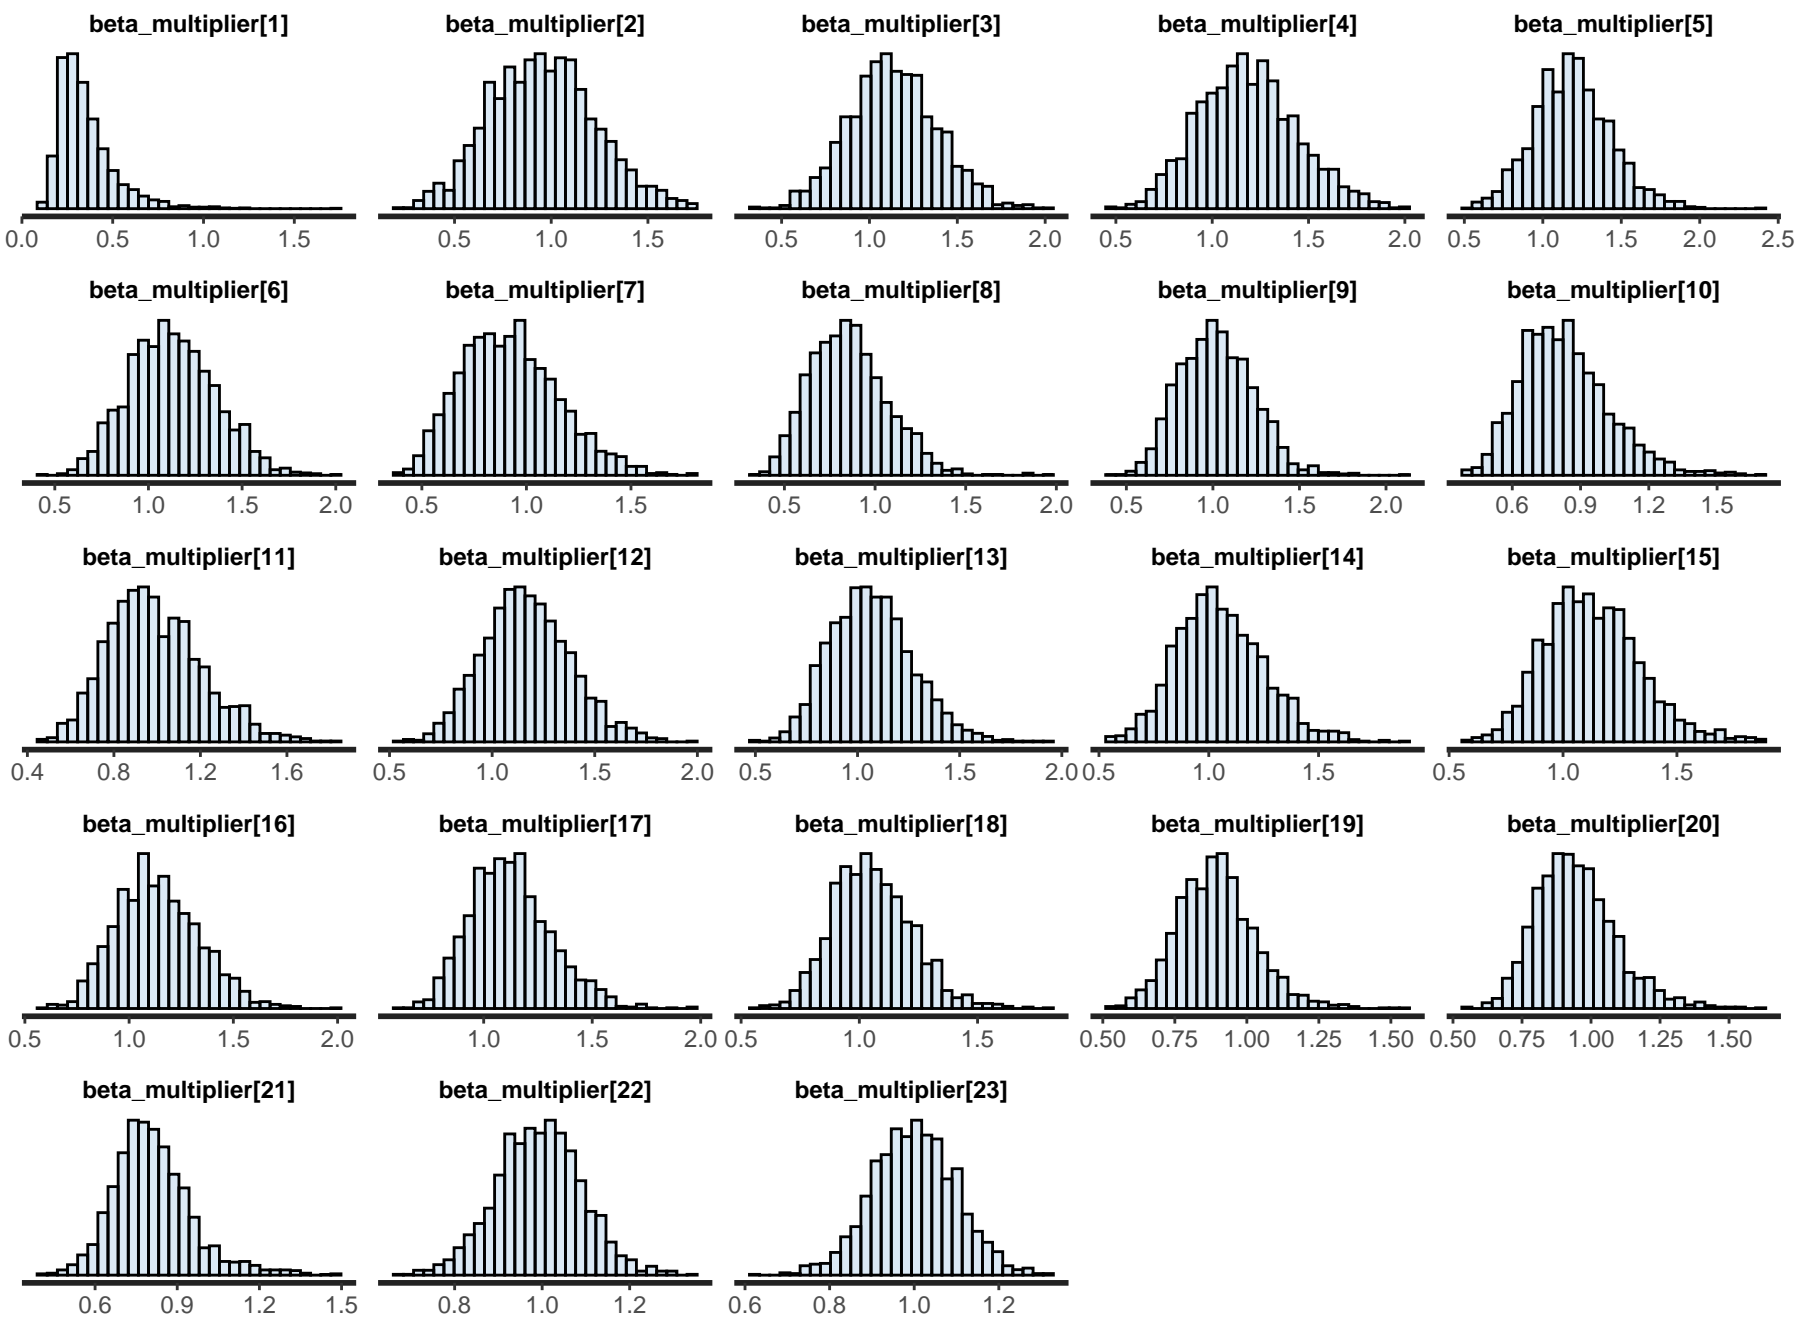 beta_multiplier[1] beta_multiplier[2] beta_multiplier[3] beta_multiplier[4] beta_multiplier[5]
0.0 0.5 1.0 1.5 0.5 1.0 1.5 0.5 1.0 1.5 2.0 0.5 1.0 1.5 2.0 0.5 1.0 1.5 2.0 2.5
beta_multiplier[6] beta_multiplier[7] beta_multiplier[8] beta_multiplier[9] beta_multiplier[10]
0.5 1.0 1.5 2.0 0.5 1.0 1.5 0.5 1.0 1.5 2.0 0.5 1.0 1.5 2.0 0.6 0.9 1.2 1.5
beta_multiplier[11] beta_multiplier[12] beta_multiplier[13] beta_multiplier[14] beta_multiplier[15]
0.4 0.8 1.2 1.6 0.5 1.0 1.5 2.0 0.5 1.0 1.5 2.0 0.5 1.0 1.5 0.5 1.0 1.5
beta_multiplier[16] beta_multiplier[17] beta_multiplier[18] beta_multiplier[19] beta_multiplier[20]
0.5 1.0 1.5 2.0 1.0 1.5 2.0 0.5 1.0 1.5 0.50 0.75 1.00 1.25 1.50 0.50 0.75 1.00 1.25 1.50
beta_multiplier[21] beta_multiplier[22] beta_multiplier[23]
0.6 0.9 1.2 1.5 0.8 1.0 1.2 0.6 0.8 1.0 1.2